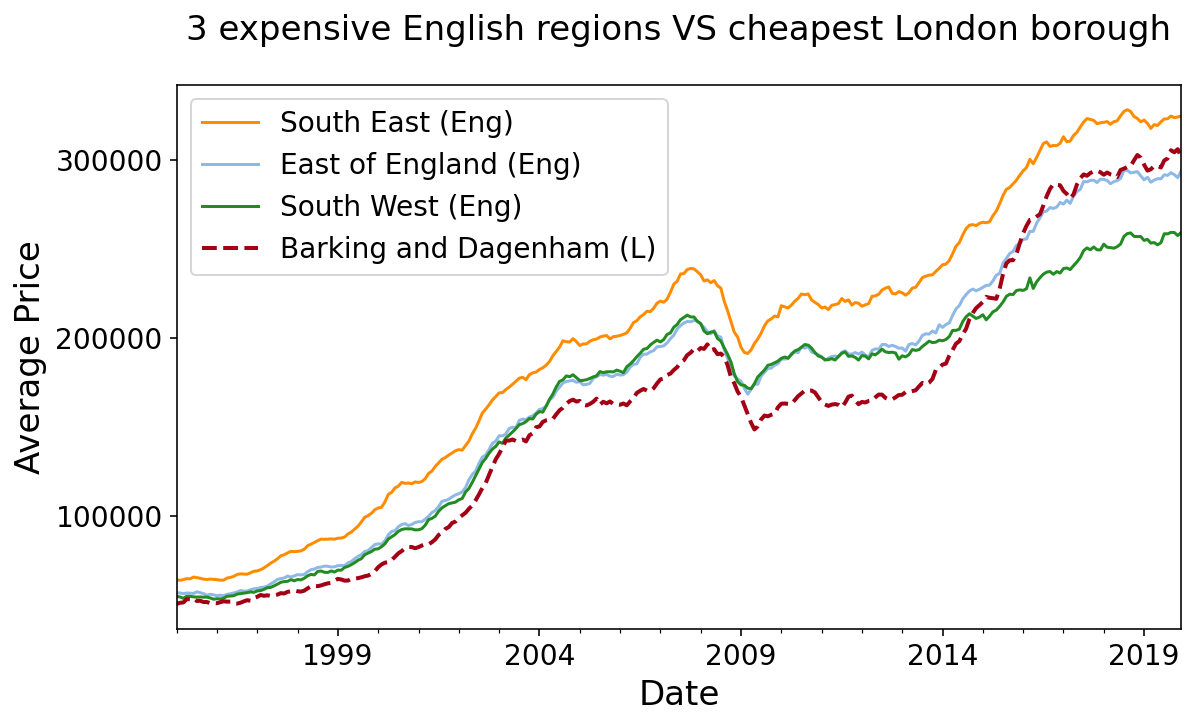 3 expensive English regions VS cheapest London borough
South East (Eng)
East of England (Eng)
South West (Eng)
Barking and Dagenham (L)
300000
200000
100000
Average Price
1999 2004 2009 2014 2019
Date